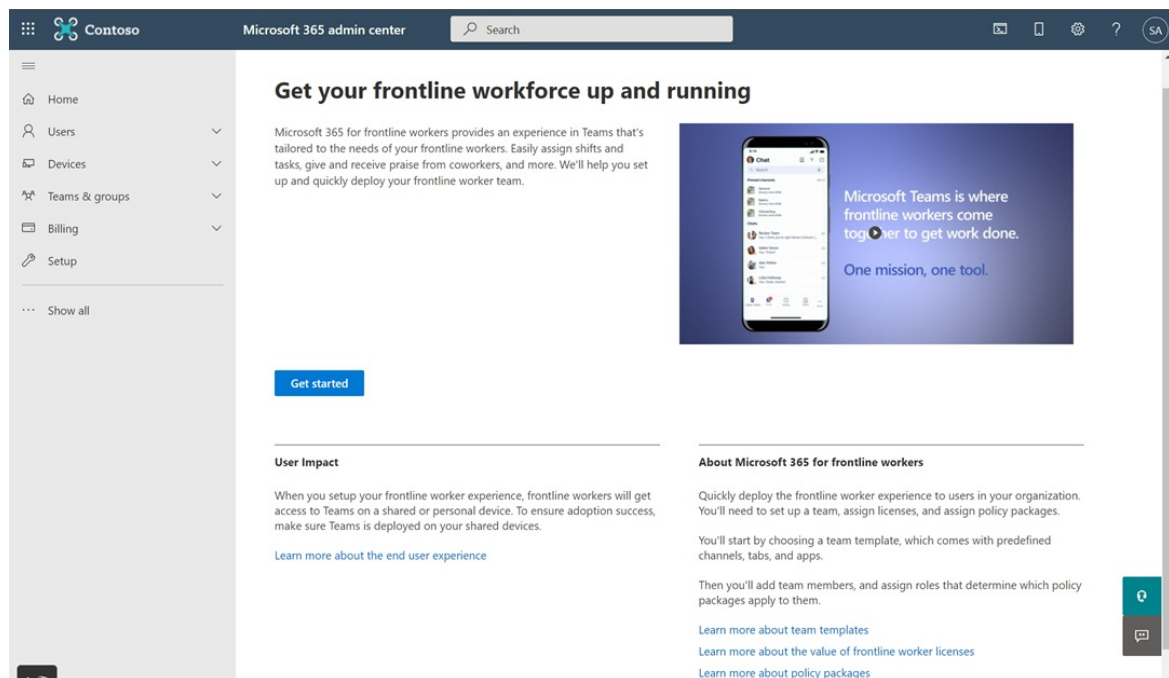 Contoso
Microsoft 365 admin center
Search
SA
Home
Users
Devices
Teams & groups
Billing
Setup
Show all
Get your frontline workforce up and running
Microsoft 365 for frontline workers provides an experience in Teams that's
tailored to the needs of your frontline workers. Easily assign shifts and
tasks, give and receive praise from coworkers, and more. We'll help you set
up and quickly deploy your frontline worker team.
Chat
Search
Microsoft Teams is where
frontline workers come
to get work done.
One mission, one tool.
Get started
User Impact
When you setup your frontline worker experience, frontline workers will get
access to Teams on a shared or personal device. To ensure adoption success,
make sure Teams is deployed on your shared devices.
Learn more about the end user experience
About Microsoft 365 for frontline workers
Quickly deploy the frontline worker experience to users in your organization.
You'll need to set up a team, assign licenses, and assign policy packages.
You'll start by choosing a team template, which comes with predefined
channels, tabs, and apps.
Then you'll add team members, and assign roles that determine which policy
packages apply to them.
Learn more about team templates
Learn more about the value of frontline worker licenses
Learn more about policy packages